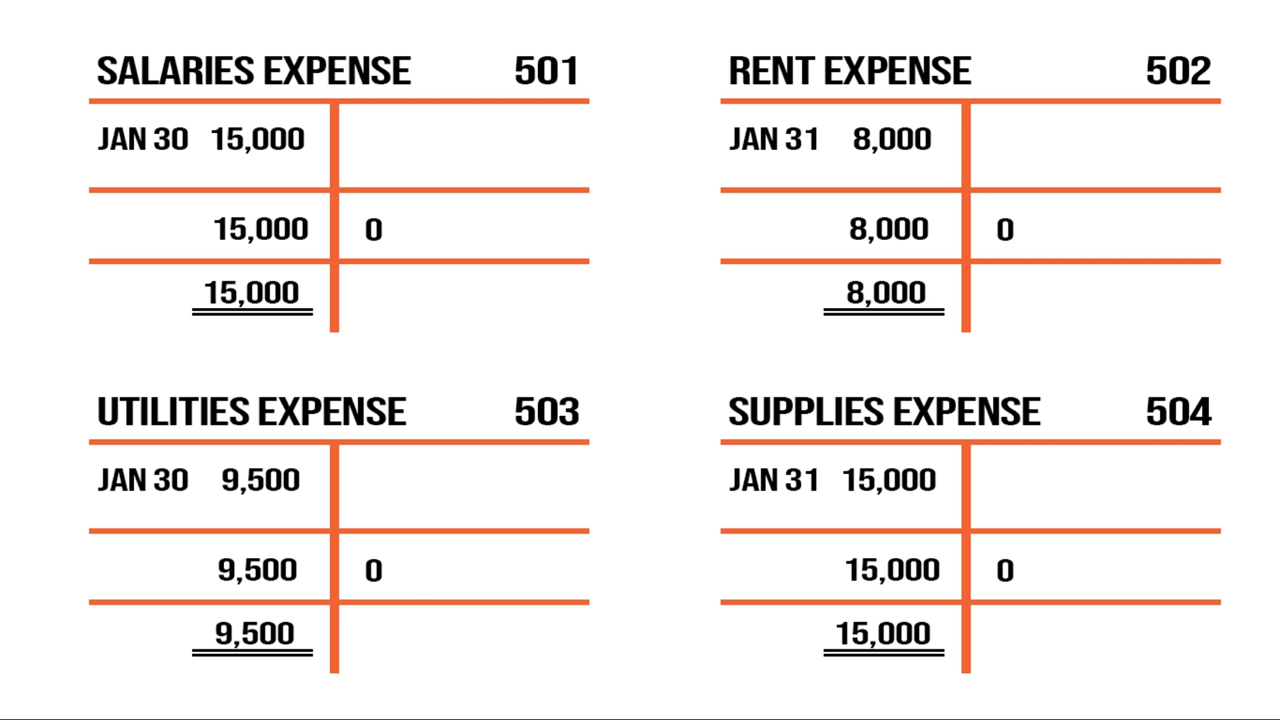 SALARIES EXPENSE 501
JAN 30 15,000
15,000 0
15,000
RENT EXPENSE 502
JAN 31 8,000
8,000 0
8,000
UTILITIES EXPENSE 503
JAN 30 9,500
9,500 0
9,500
SUPPLIES EXPENSE 504
JAN 31 15,000
15,000 0
15,000